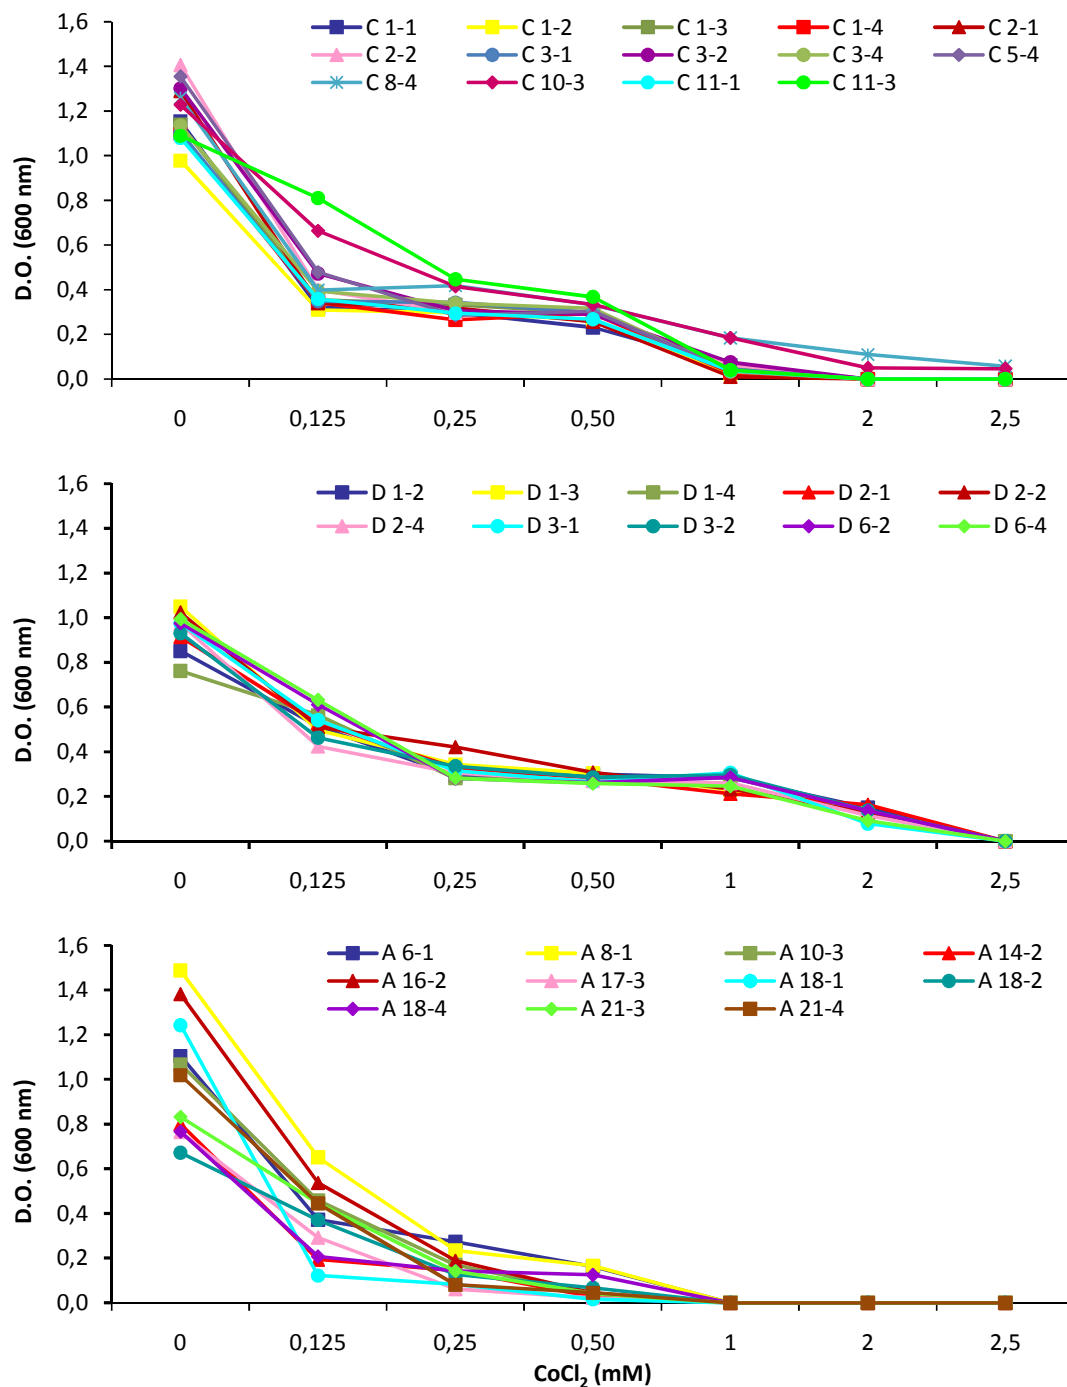 1,6
C 1-1 C 1-2 C 1-3 C 1-4 C 2-1
1,4
C 2-2 C 3-1 C 3-2 C 3-4 C 5-4
C 8-4 C 10-3 C 11-1 C 11-3
1,2
1,0
0,8
0,6
0,4
0,2
0,0
D.O. (600 nm)
0 0,125 0,25 0,50 1 2 2,5
1,6
D 1-2 D 1-3 D 1-4 D 2-1 D 2-2
1,4
D 2-4 D 3-1 D 3-2 D 6-2 D 6-4
1,2
1,0
0,8
0,6
0,4
0,2
0,0
D.O. (600 nm)
0 0,125 0,25 0,50 1 2 2,5
1,6
A 6-1 A 8-1 A 10-3 A 14-2
A 16-2 A 17-3 A 18-1 A 18-2
1,4
A 18-4 A 21-3 A 21-4
1,2
1,0
0,8
0,6
0,4
0,2
0,0
D.O. (600 nm)
0 0,125 0,25 0,50 1 2 2,5
CoCl₂ (mM)